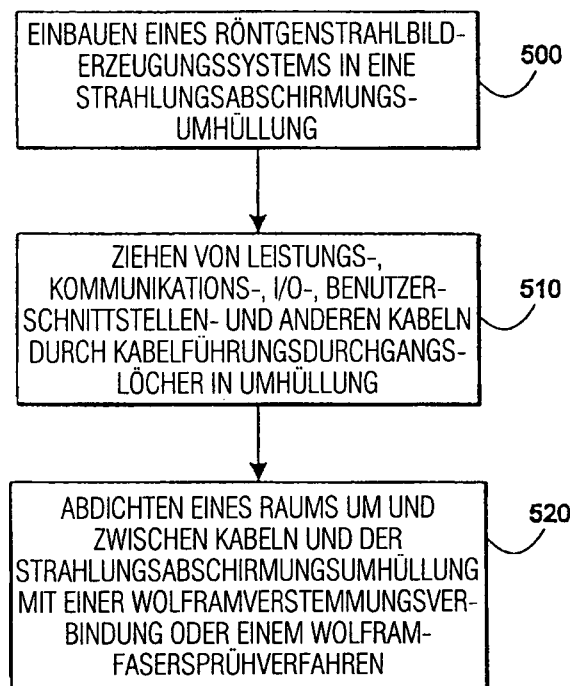 EINBAUEN EINES RÖNTGENSTRAHLBILD-
ERZEUGUNGSSYSTEMS IN EINE
STRAHLUNGSABSCHIRMUNGS-
UMHÜLLUNG
500
ZIEHEN VON LEISTUNGS-,
KOMMUNIKATIONS-, I/O-, BENUTZER-
SCHNITTSTELLEN- UND ANDEREN KABELN
DURCH KABELFÜHRUNGSDURCHGANGS-
LÖCHER IN UMHÜLLUNG
510
ABDICHTEN EINES RAUMS UM UND
ZWISCHEN KABELN UND DER
STRAHLUNGSABSCHIRMUNGSUMHÜLLUNG
MIT EINER WOLFRAMVERSTEMMUNGSVER-
BINDUNG ODER EINEM WOLFRAM-
FASERSPRÜHVERFAHREN
520